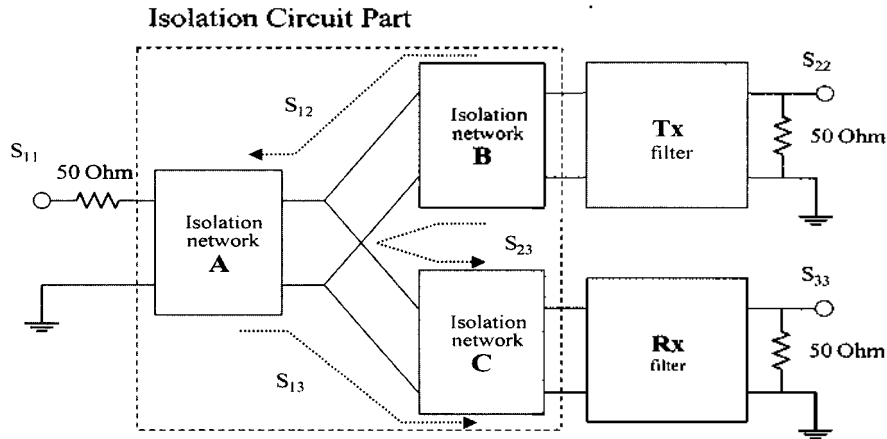 Isolation Circuit Part
S22
S12
Isolation
network
B
Tx
filter
50 Ohm
S11
50 Ohm
Isolation
network
A
S23
S33
Isolation
network
C
Rx
filter
50 Ohm
S13